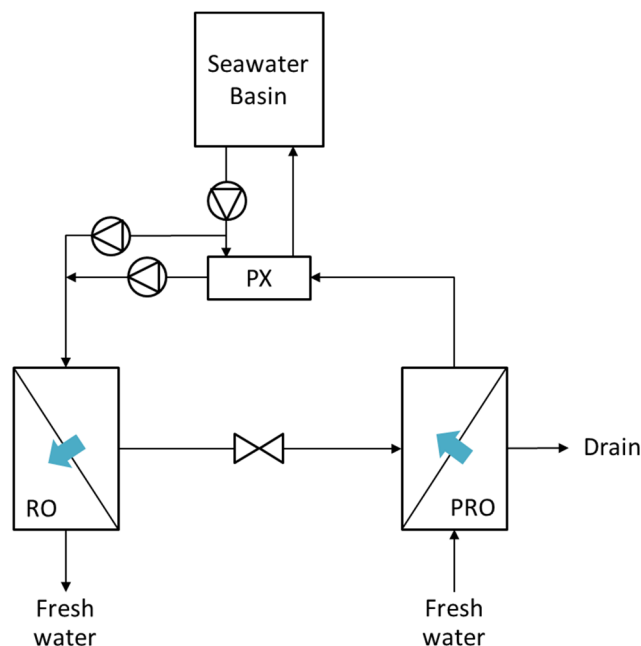 Seawater
Basin
PX
RO
PRO
Drain
Fresh
water
Fresh
water